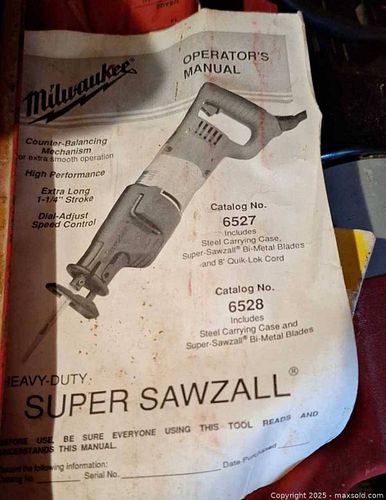 Milwaukee
OPERATOR'S
MANUAL
Counter-Balancing
Mechanism
for extra smooth operation
High Performance
Extra Long
1-1/4" Stroke
Dial-Adjust
Speed Control
Catalog No.
6527
Includes
Steel Carrying Case,
Super-Sawzall® Bi-Metal Blades
and 8' Quik-Lok Cord
Catalog No.
6528
Includes
Steel Carrying Case and
Super-Sawzall® Bi-Metal Blades
HEAVY-DUTY
SUPER SAWZALL®
BEFORE USE, BE SURE EVERYONE USING THIS TOOL READS AND
UNDERSTANDS THIS MANUAL.
the following information:
Catalog No. Serial No. Date Purchased
© 2025 - maxsold.com